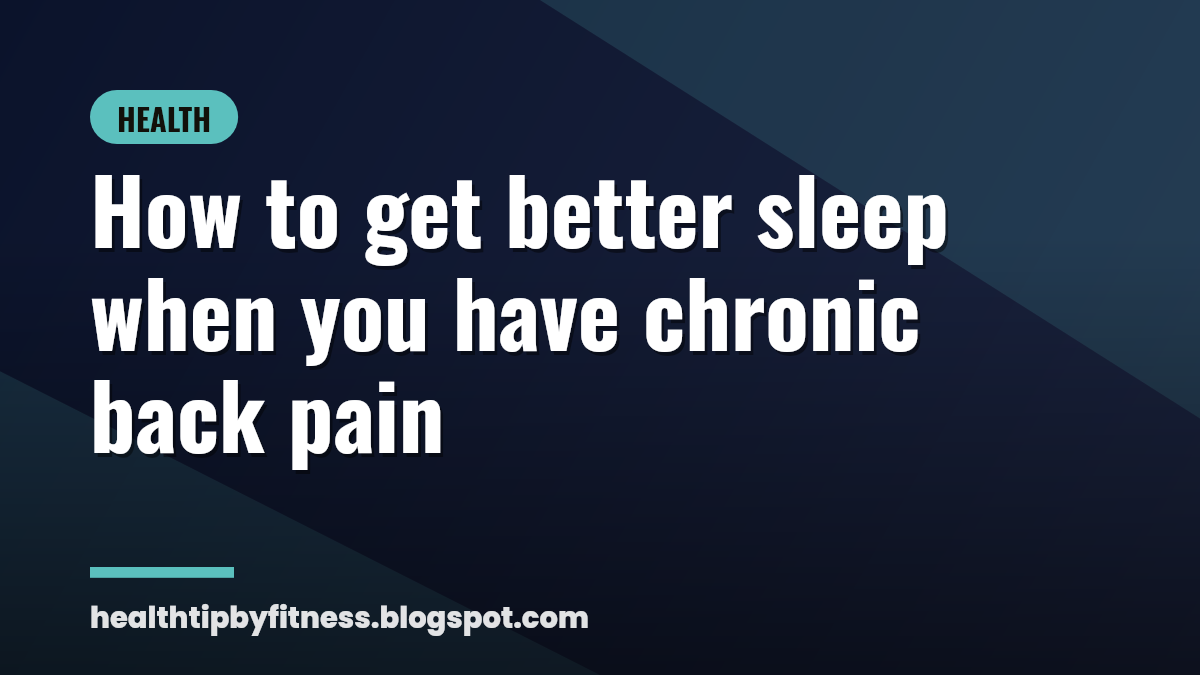 HEALTH
How to get better sleep
when you have chronic
back pain
healthtipbyfitness.blogspot.com